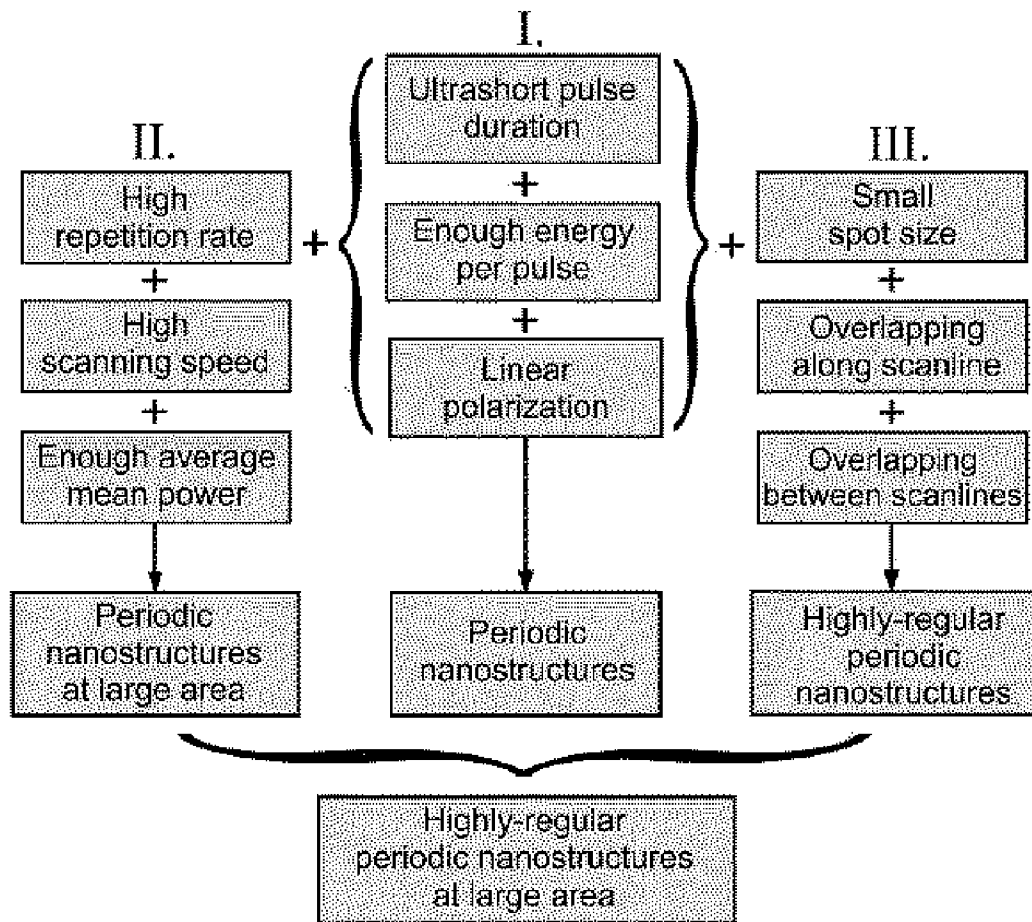 I.
Ultrashort pulse
duration
+
Enough energy
per pulse
+
Linear
polarization
Periodic
nanostructures
II.
High
repetition rate
+
+
High
scanning speed
+
Enough average
mean power
Periodic
nanostructures
at large area
III.
+
Small
spot size
+
Overlapping
along scanline
+
Overlapping
between scanlines
Highly-regular
periodic
nanostructures
Highly-regular
periodic nanostructures
at large area